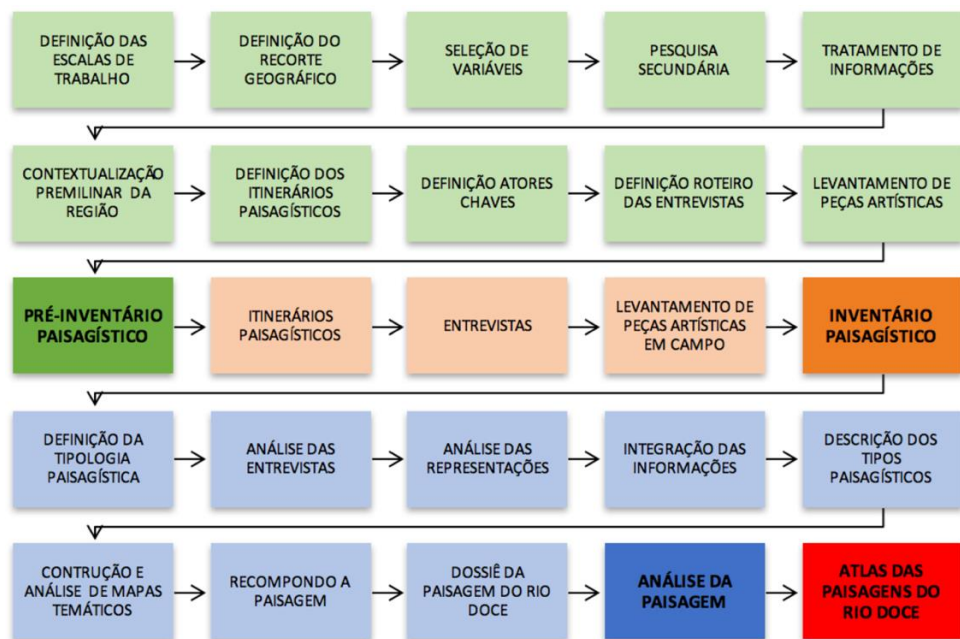 DEFINIÇÃO DAS
ESCALAS DE
TRABALHO
DEFINIÇÃO DO
RECORTE
GEOGRÁFICO
SELEÇÃO DE
VARIÁVEIS
PESQUISA
SECUNDÁRIA
TRATAMENTO DE
INFORMAÇÕES
CONTEXTUALIZAÇÃO
PREMILINAR DA
REGIÃO
DEFINIÇÃO DOS
ITINERÁRIOS
PAISAGÍSTICOS
DEFINIÇÃO ATORES
CHAVES
DEFINIÇÃO ROTEIRO
DAS ENTREVISTAS
LEVANTAMENTO DE
PEÇAS ARTÍSTICAS
PRÉ-INVENTÁRIO
PAISAGÍSTICO
ITINERÁRIOS
PAISAGÍSTICOS
ENTREVISTAS
LEVANTAMENTO DE
PEÇAS ARTÍSTICAS
EM CAMPO
INVENTÁRIO
PAISAGÍSTICO
DEFINIÇÃO DA
TIPOLOGIA
PAISAGÍSTICA
ANÁLISE DAS
ENTREVISTAS
ANÁLISE DAS
REPRESENTAÇÕES
INTEGRAÇÃO DAS
INFORMAÇÕES
DESCRIÇÃO DOS
TIPOS
PAISAGÍSTICOS
CONTRUÇÃO E
ANÁLISE DE MAPAS
TEMÁTICOS
RECOMPONDO A
PAISAGEM
DOSSIÊ DA
PAISAGEM DO RIO
DOCE
ANÁLISE DA
PAISAGEM
ATLAS DAS
PAISAGENS DO
RIO DOCE